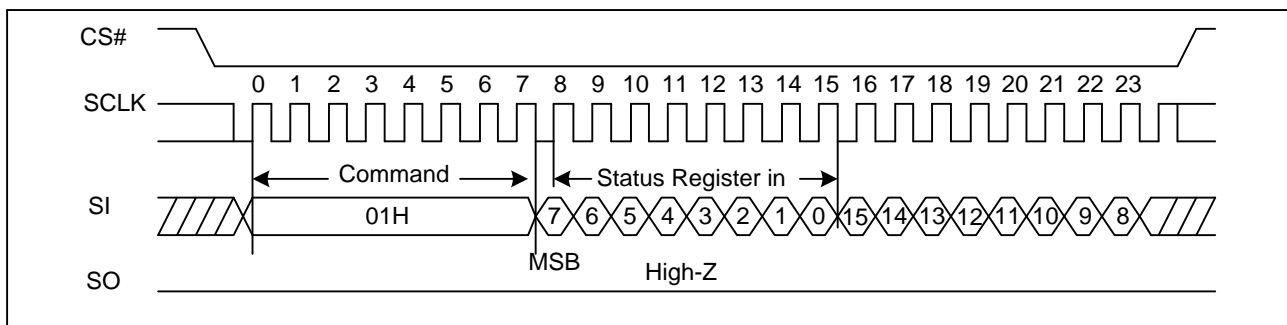 CS#
0 1 2 3 4 5 6 7 8 9 10 11 12 13 14 15 16 17 18 19 20 21 22 23
SCLK
Command Status Register in
SI 01H 7 6 5 4 3 2 1 0 15 14 13 12 11 10 9 8
MSB High-Z
SO